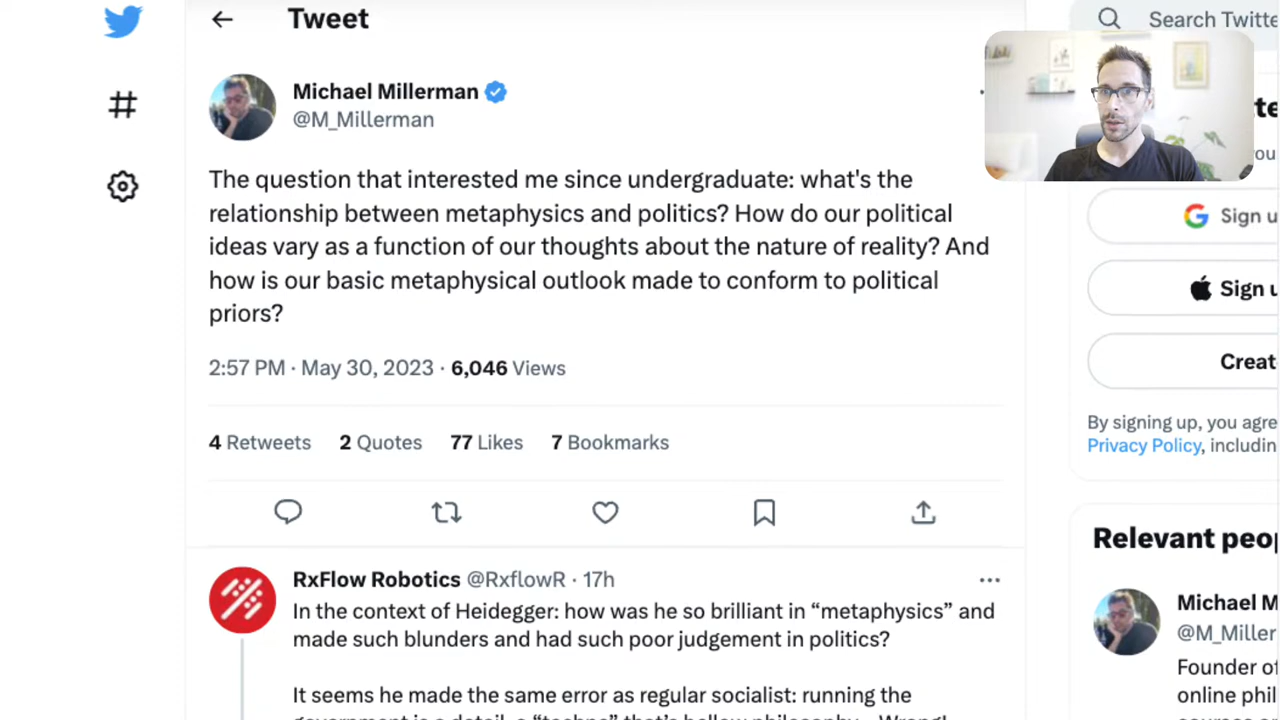 Tweet
Search Twitte
Michael Millerman
@M_Millerman
The question that interested me since undergraduate: what's the
relationship between metaphysics and politics? How do our political
ideas vary as a function of our thoughts about the nature of reality? And
how is our basic metaphysical outlook made to conform to political
priors?
2:57 PM · May 30, 2023 · 6,046 Views
4 Retweets 2 Quotes 77 Likes 7 Bookmarks
RxFlow Robotics @RxflowR · 17h
In the context of Heidegger: how was he so brilliant in “metaphysics” and
made such blunders and had such poor judgement in politics?
It seems he made the same error as regular socialist: running the
Sign u
Sign u
Creat
By signing up, you agre
Privacy Policy, includin
Relevant peo
Michael M
@M_Miller
Founder of
online phil